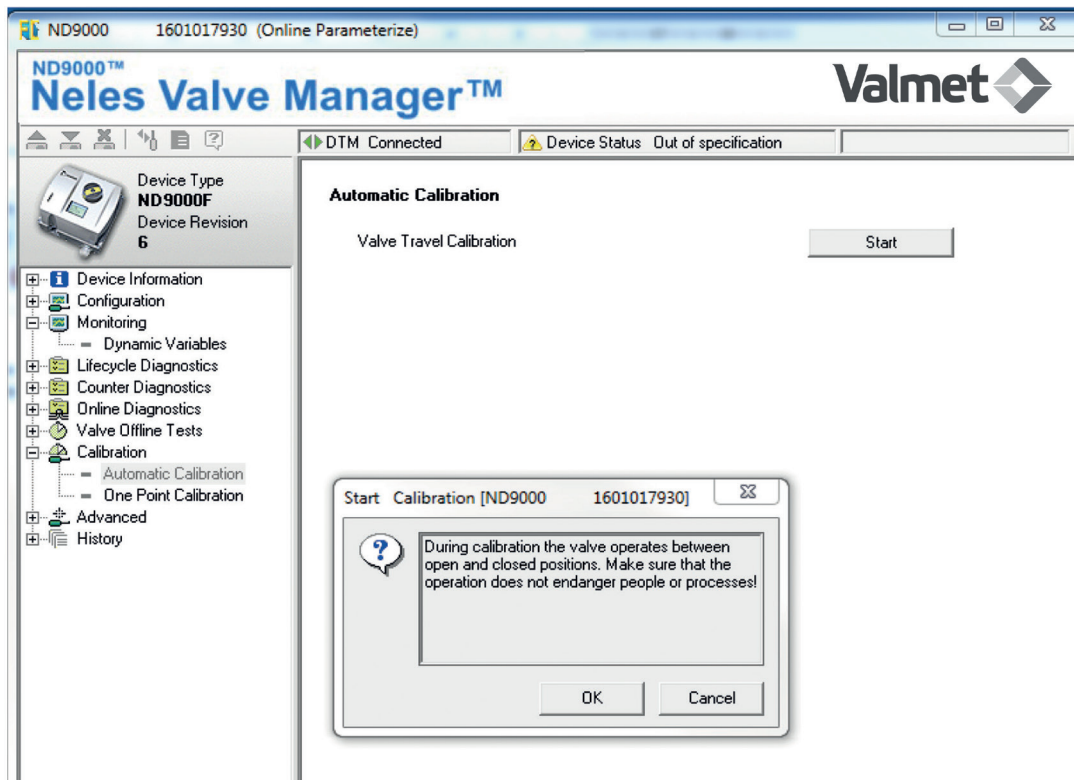 ND9000 1601017930 (Online Parameterize)
ND9000™
Neles Valve Manager™
Valmet
DTM Connected
Device Status Out of specification
Device Type
ND9000F
Device Revision
6
Automatic Calibration
Valve Travel Calibration
Start
Device Information
Configuration
Monitoring
Dynamic Variables
Lifecycle Diagnostics
Counter Diagnostics
Online Diagnostics
Valve Offline Tests
Calibration
Automatic Calibration
One Point Calibration
Advanced
History
Start Calibration [ND9000 1601017930]
During calibration the valve operates between
open and closed positions. Make sure that the
operation does not endanger people or processes!
OK
Cancel